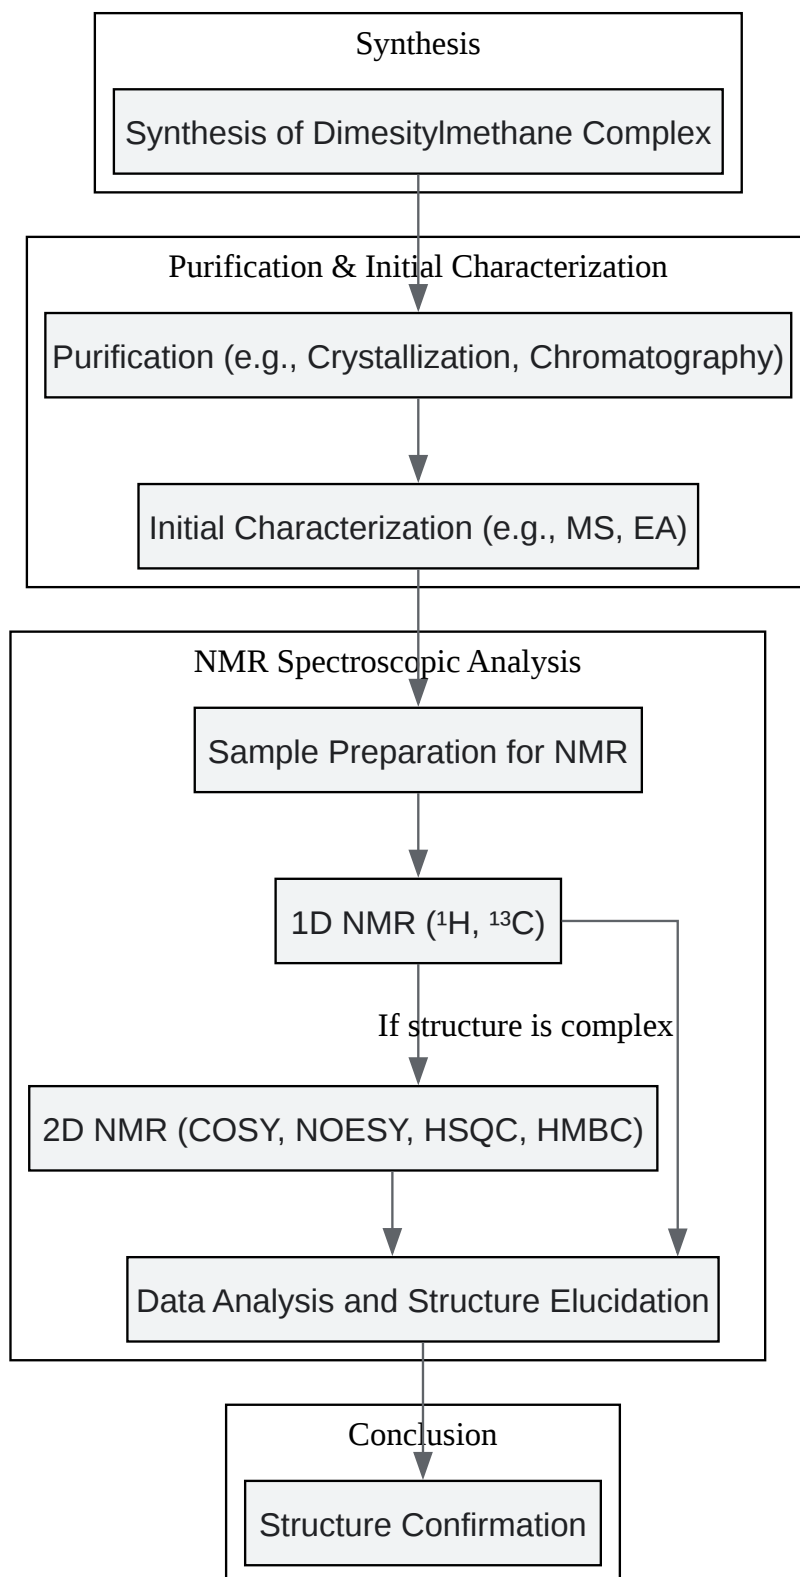 Synthesis
Synthesis of Dimesitylmethane Complex
Purification & Initial Characterization
Purification (e.g., Crystallization, Chromatography)
Initial Characterization (e.g., MS, EA)
NMR Spectroscopic Analysis
Sample Preparation for NMR
1D NMR (¹H, ¹³C)
If structure is complex
2D NMR (COSY, NOESY, HSQC, HMBC)
Data Analysis and Structure Elucidation
Conclusion
Structure Confirmation